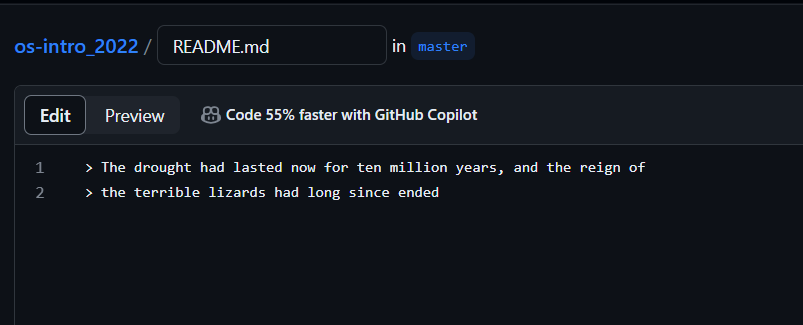 os-intro_2022 / README.md in master
Edit Preview Code 55% faster with GitHub Copilot
1 > The drought had lasted now for ten million years, and the reign of
2 > the terrible lizards had long since ended